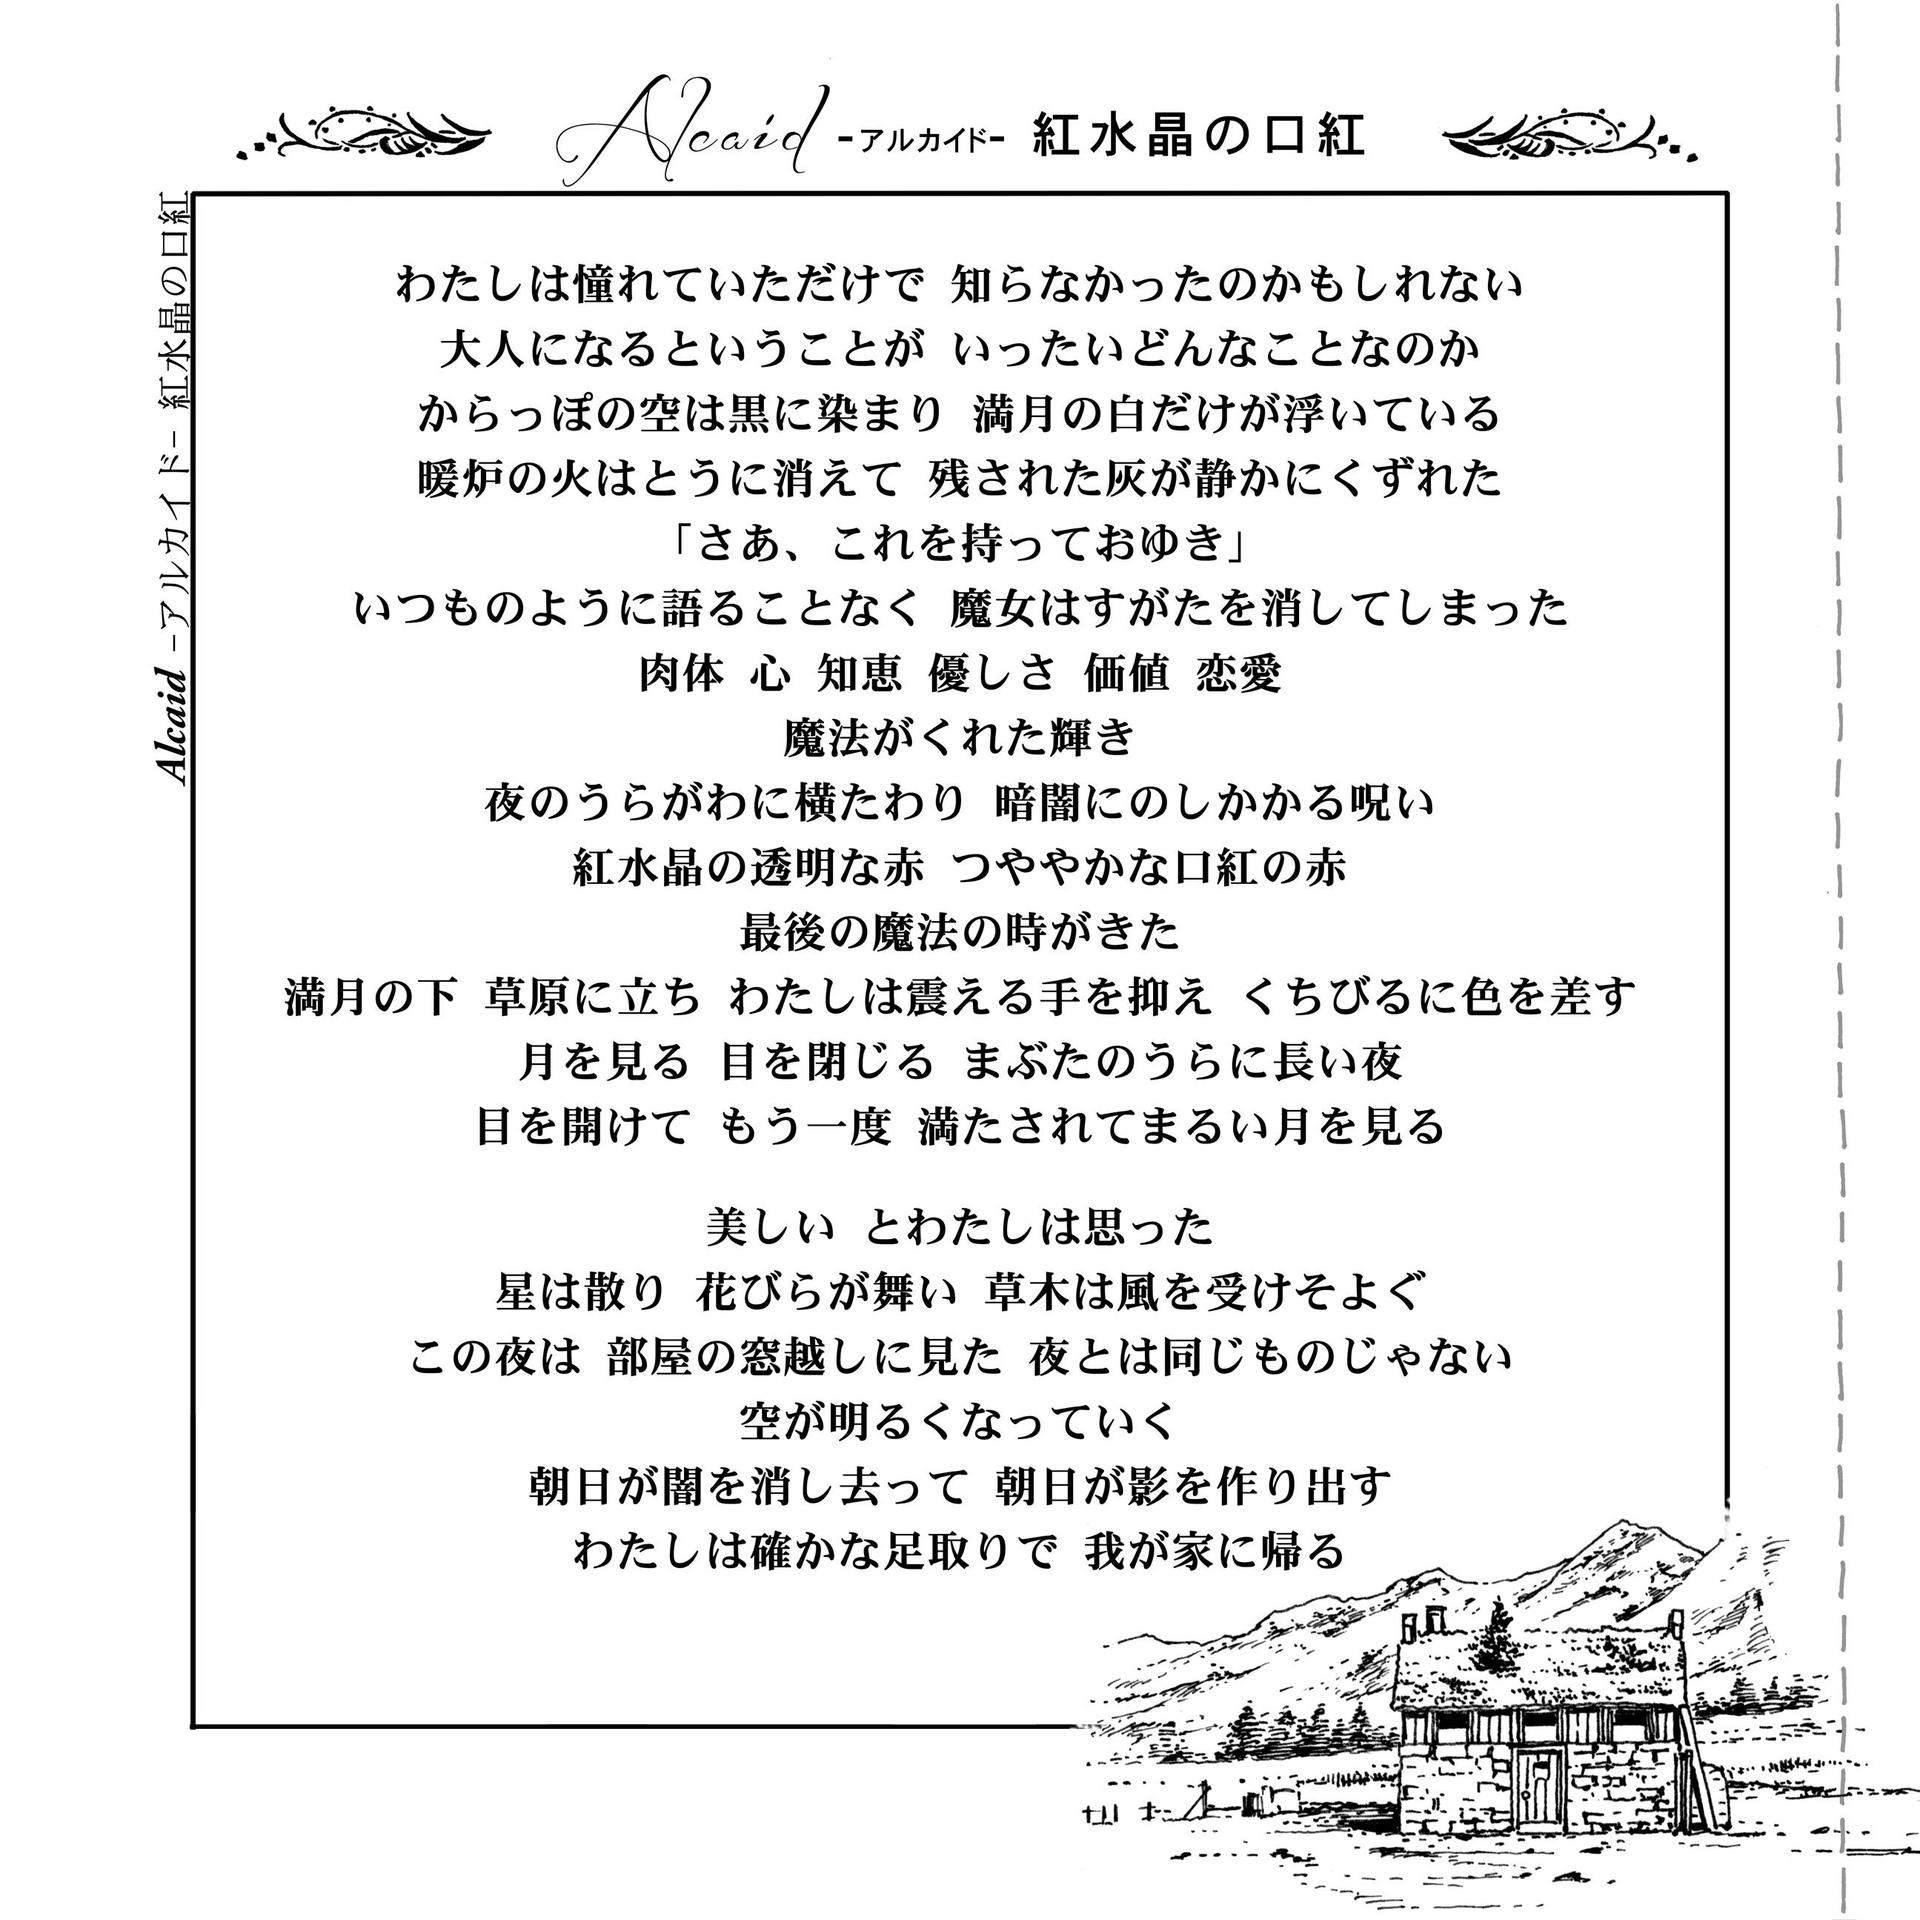 Alcaid -アルカイド- 紅水晶の口紅
Alcaid -アルカイド- 紅水晶の口紅
わたしは憧れていただけで 知らなかったのかもしれない
大人になるということが いったいどんなことなのか
からっぽの空は黒に染まり 満月の白だけが浮いている
暖炉の火はとうに消えて 残された灰が静かにくずれた
「さあ、これを持っておゆき」
いつものように語ることなく 魔女はすがたを消してしまった
肉体 心 知恵 優しさ 価値 恋愛
魔法がくれた輝き
夜のうらがわに横たわり 暗闇にのしかかる呪い
紅水晶の透明な赤 つややかな口紅の赤
最後の魔法の時がきた
満月の下 草原に立ち わたしは震える手を抑え くちびるに色を差す
月を見る 目を閉じる まぶたのうらに長い夜
目を開けて もう一度 満たされてまるい月を見る
美しい とわたしは思った
星は散り 花びらが舞い 草木は風を受けそよぐ
この夜は 部屋の窓越しに見た 夜とは同じものじゃない
空が明るくなっていく
朝日が闇を消し去って 朝日が影を作り出す
わたしは確かな足取りで 我が家に帰る